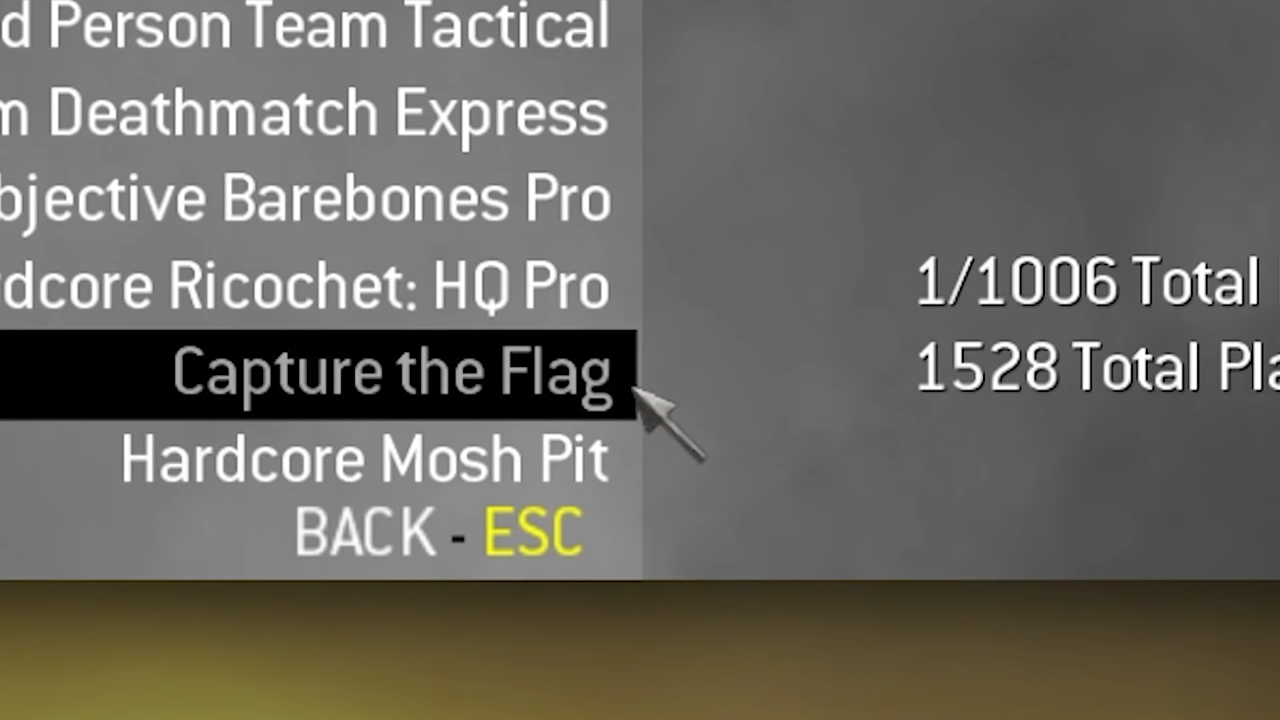 d Person Team Tactical
m Deathmatch Express
bjective Barebones Pro
rdcore Ricochet: HQ Pro
1/1006 Total
Capture the Flag
1528 Total Pla
Hardcore Mosh Pit
BACK - ESC